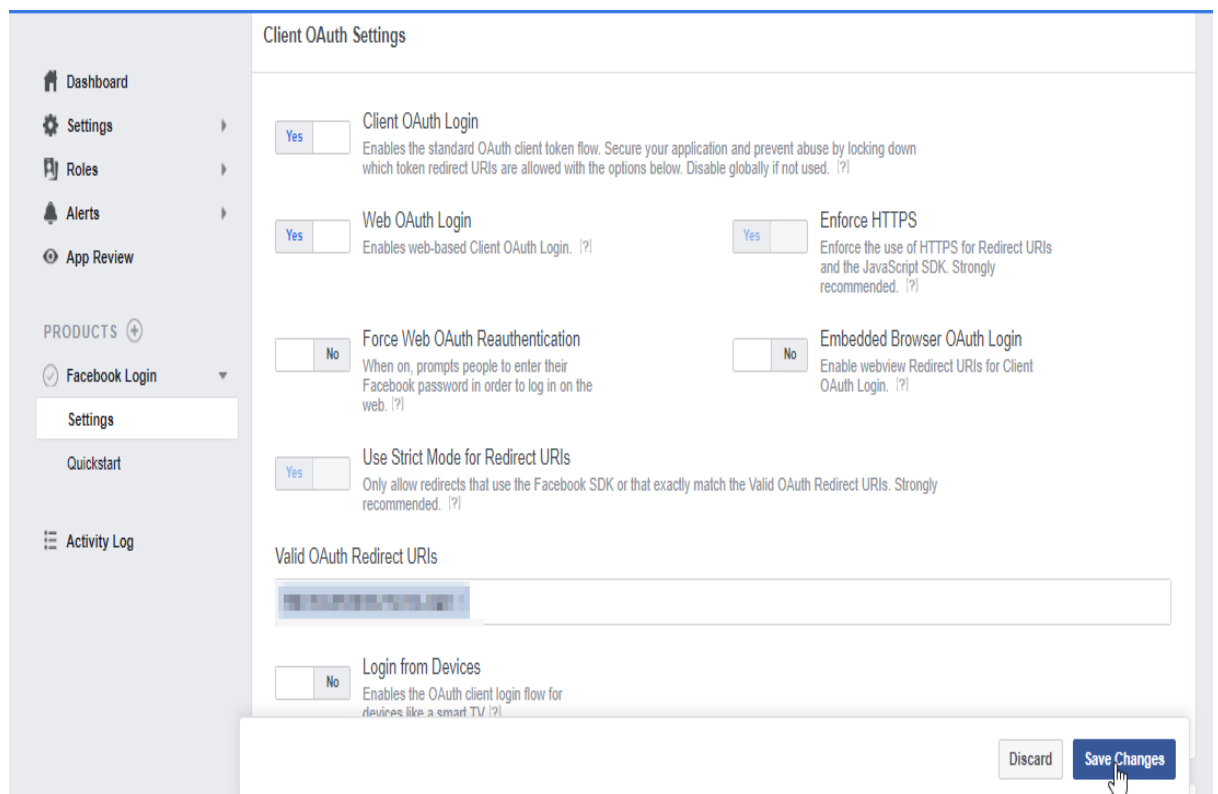 Client OAuth Settings
Dashboard
Settings
Roles
Alerts
App Review
PRODUCTS
Facebook Login
Settings
Quickstart
Activity Log
Yes
Client OAuth Login
Enables the standard OAuth client token flow. Secure your application and prevent abuse by locking down
which token redirect URIs are allowed with the options below. Disable globally if not used. [?]
Yes
Web OAuth Login
Enables web-based Client OAuth Login. [?]
Yes
Enforce HTTPS
Enforce the use of HTTPS for Redirect URIs
and the JavaScript SDK. Strongly
recommended. [?]
No
Force Web OAuth Reauthentication
When on, prompts people to enter their
Facebook password in order to log in on the
web. [?]
No
Embedded Browser OAuth Login
Enable webview Redirect URIs for Client
OAuth Login. [?]
Yes
Use Strict Mode for Redirect URIs
Only allow redirects that use the Facebook SDK or that exactly match the Valid OAuth Redirect URIs. Strongly
recommended. [?]
Valid OAuth Redirect URIs
No
Login from Devices
Enables the OAuth client login flow for
devices like a smart TV [?]
Discard
Save Changes